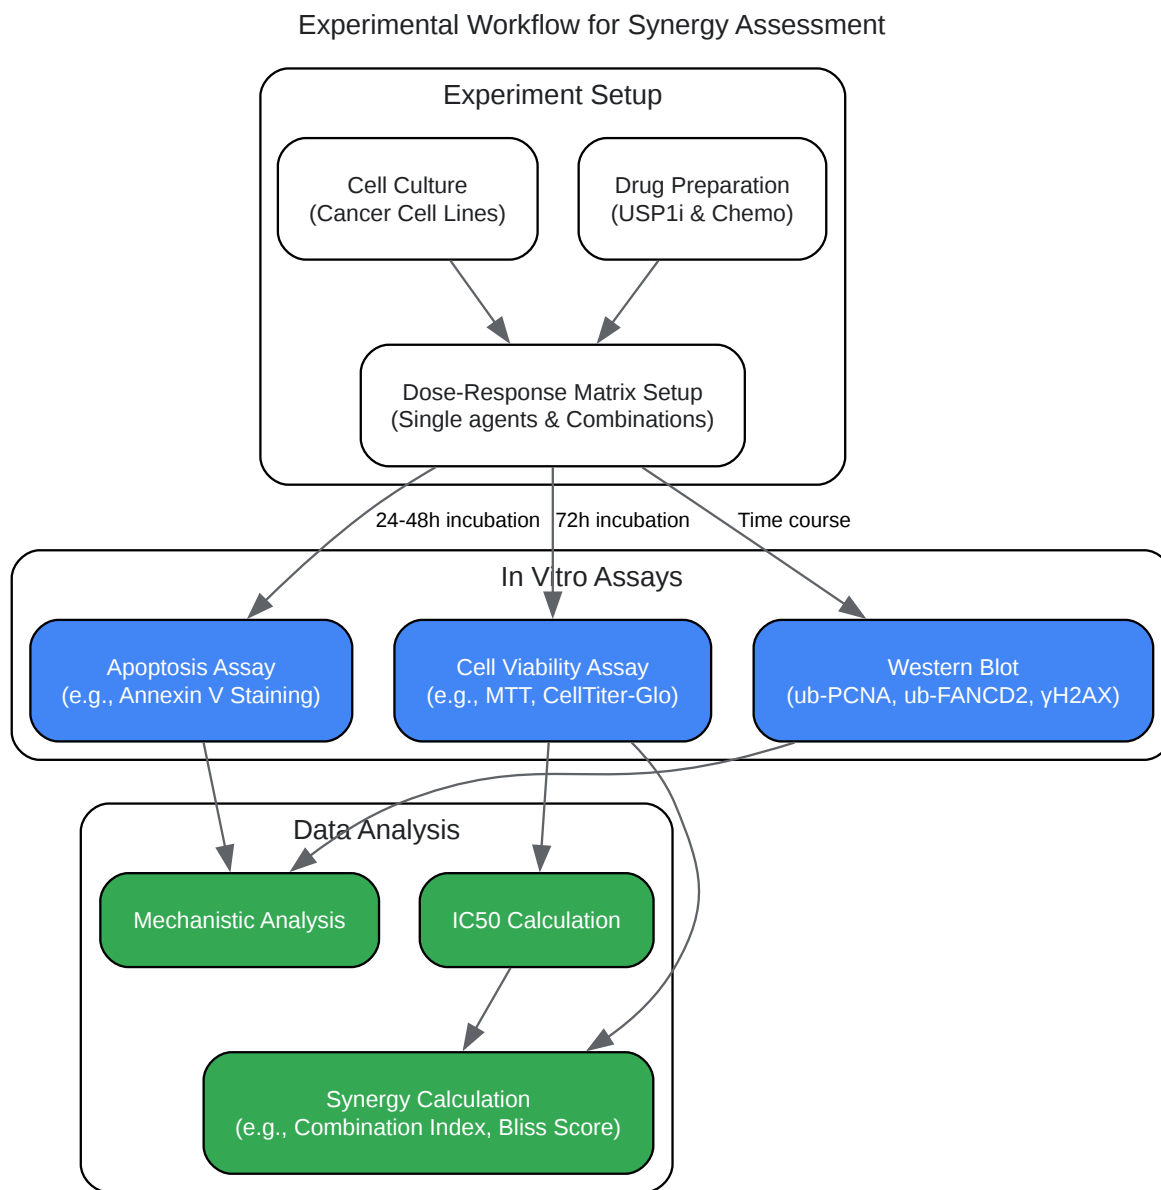 Experimental Workflow for Synergy Assessment
Experiment Setup
Cell Culture
(Cancer Cell Lines)
Drug Preparation
(USP1i & Chemo)
Dose-Response Matrix Setup
(Single agents & Combinations)
24-48h incubation
72h incubation
Time course
In Vitro Assays
Apoptosis Assay
(e.g., Annexin V Staining)
Cell Viability Assay
(e.g., MTT, CellTiter-Glo)
Western Blot
(ub-PCNA, ub-FANCD2, γH2AX)
Data Analysis
Mechanistic Analysis
IC50 Calculation
Synergy Calculation
(e.g., Combination Index, Bliss Score)